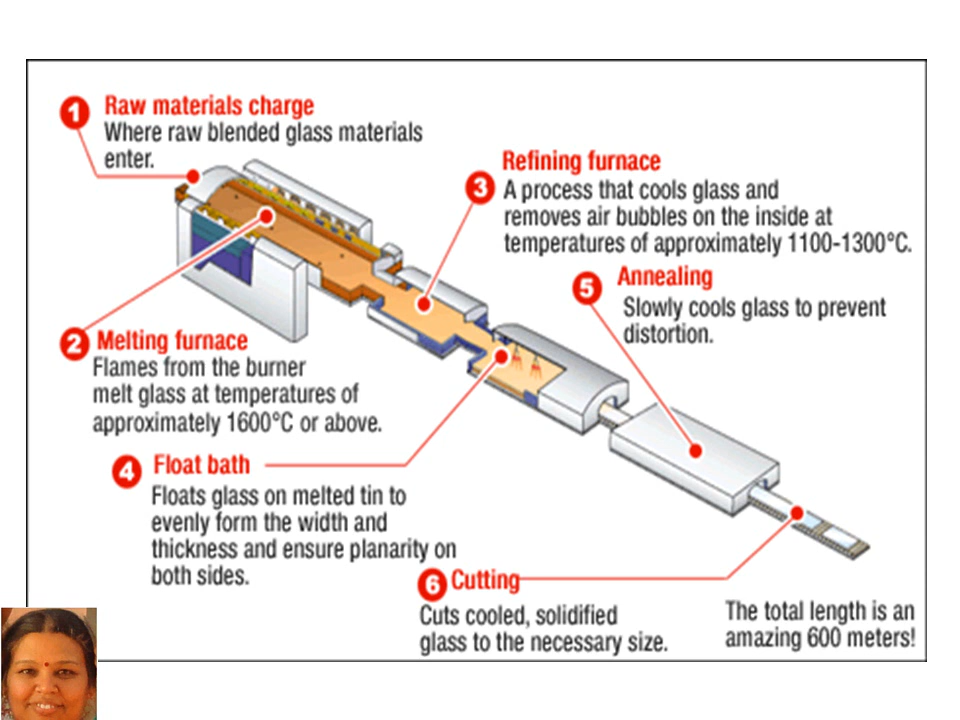 1 Raw materials charge
Where raw blended glass materials
enter.
2 Melting furnace
Flames from the burner
melt glass at temperatures of
approximately 1600°C or above.
3 Refining furnace
A process that cools glass and
removes air bubbles on the inside at
temperatures of approximately 1100-1300°C.
4 Float bath
Floats glass on melted tin to
evenly form the width and
thickness and ensure planarity on
both sides.
5 Annealing
Slowly cools glass to prevent
distortion.
6 Cutting
Cuts cooled, solidified
glass to the necessary size.
The total length is an
amazing 600 meters!